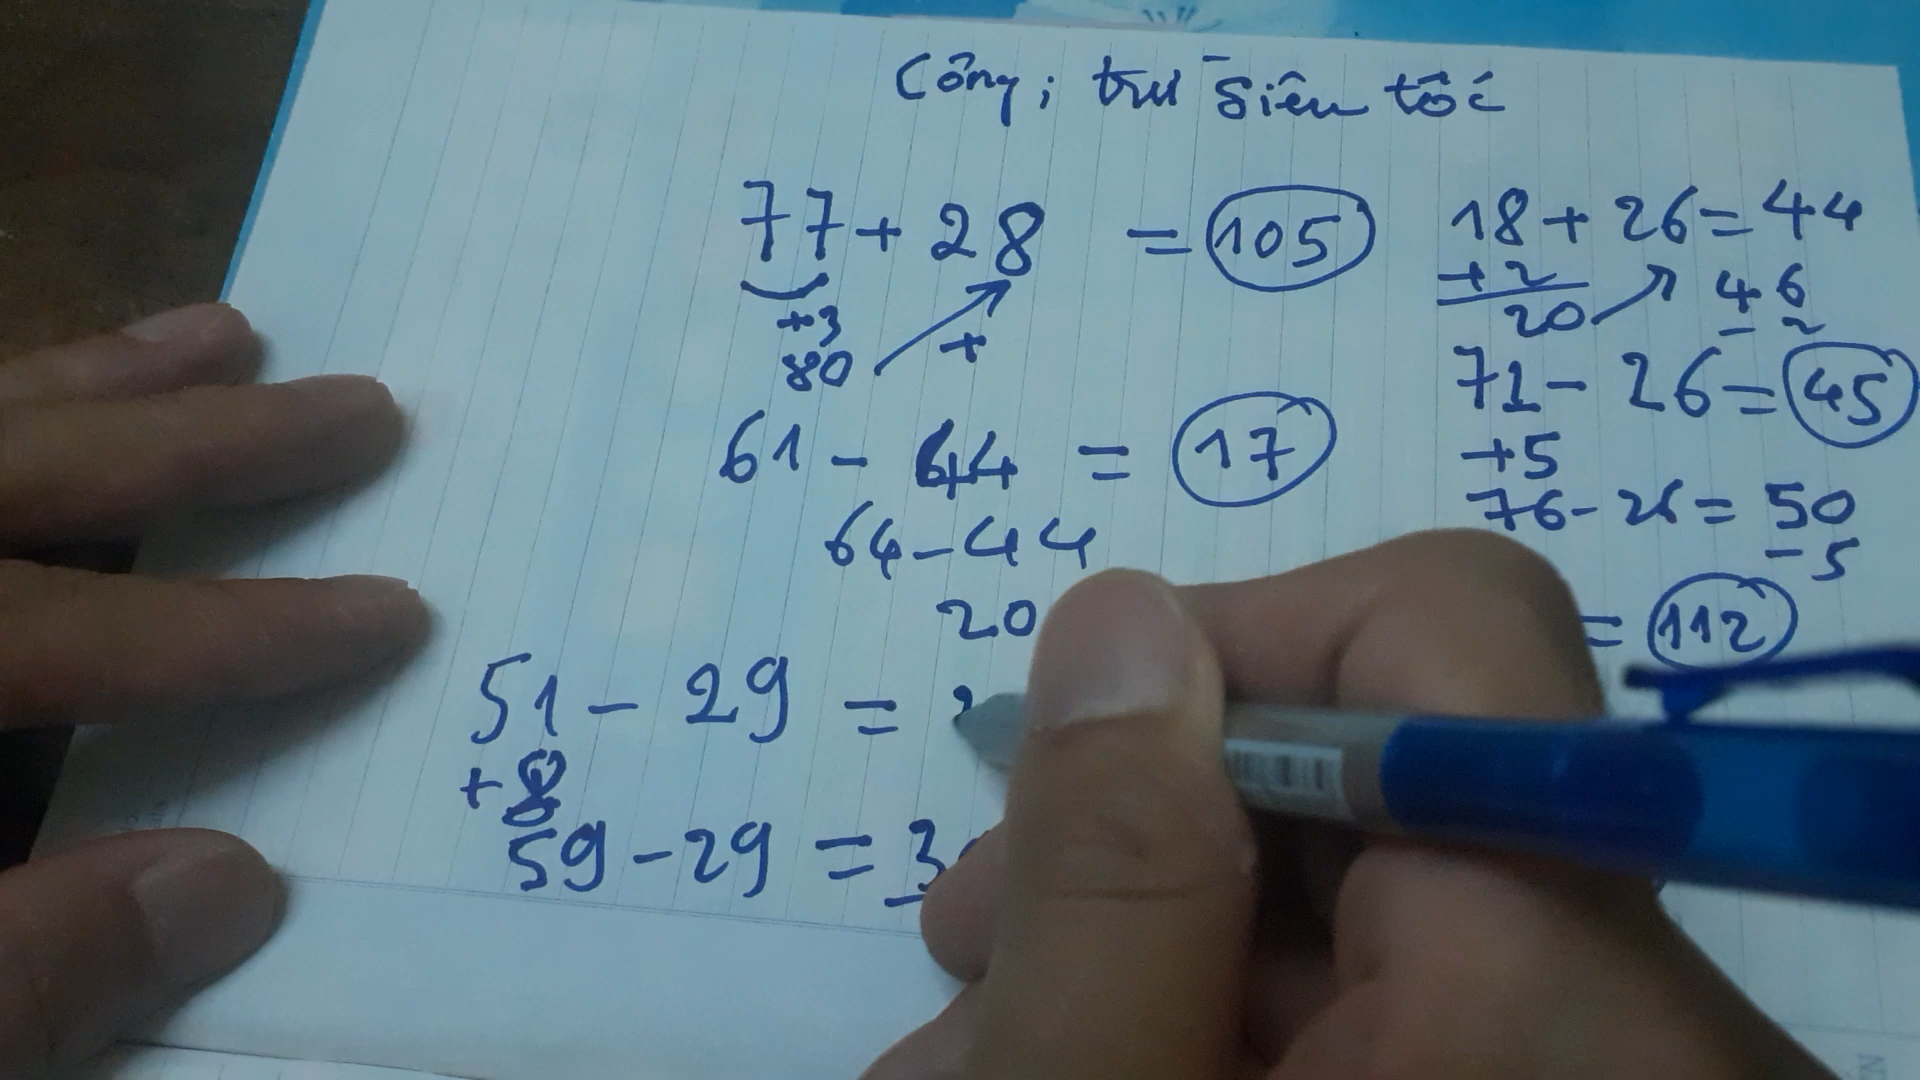 Cộng; trừ siêu tốc
77 + 28 = 105
+3
80
+
61 - 44 = 17
64 - 44
20
51 - 29 =
+8
59 - 29 = 3
18 + 26 = 44
+2
20
46
- 2
71 - 26 = 45
+5
76 - 26 = 50
- 5
= 112